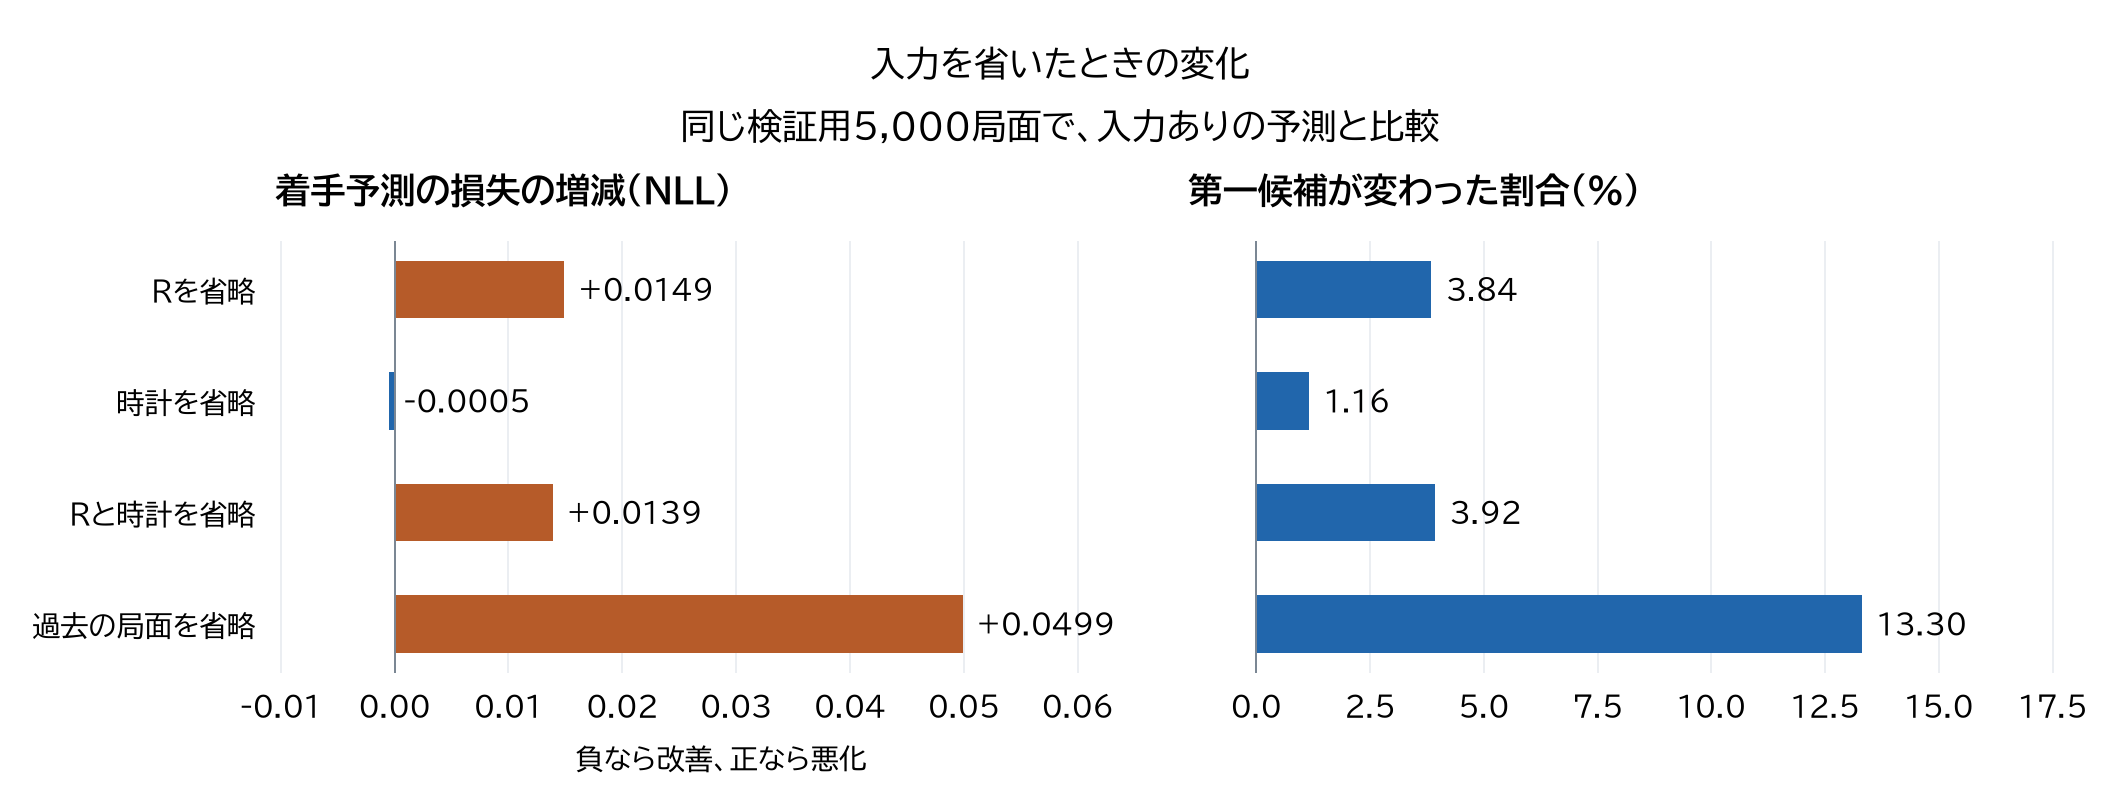 入力を省いたときの変化
同じ検証用5,000局面で、入力ありの予測と比較
着手予測の損失の増減(NLL)
Rを省略
+0.0149
時計を省略
-0.0005
Rと時計を省略
+0.0139
過去の局面を省略
+0.0499
-0.01 0.00 0.01 0.02 0.03 0.04 0.05 0.06
負なら改善、正なら悪化
第一候補が変わった割合(%)
3.84
1.16
3.92
13.30
0.0 2.5 5.0 7.5 10.0 12.5 15.0 17.5